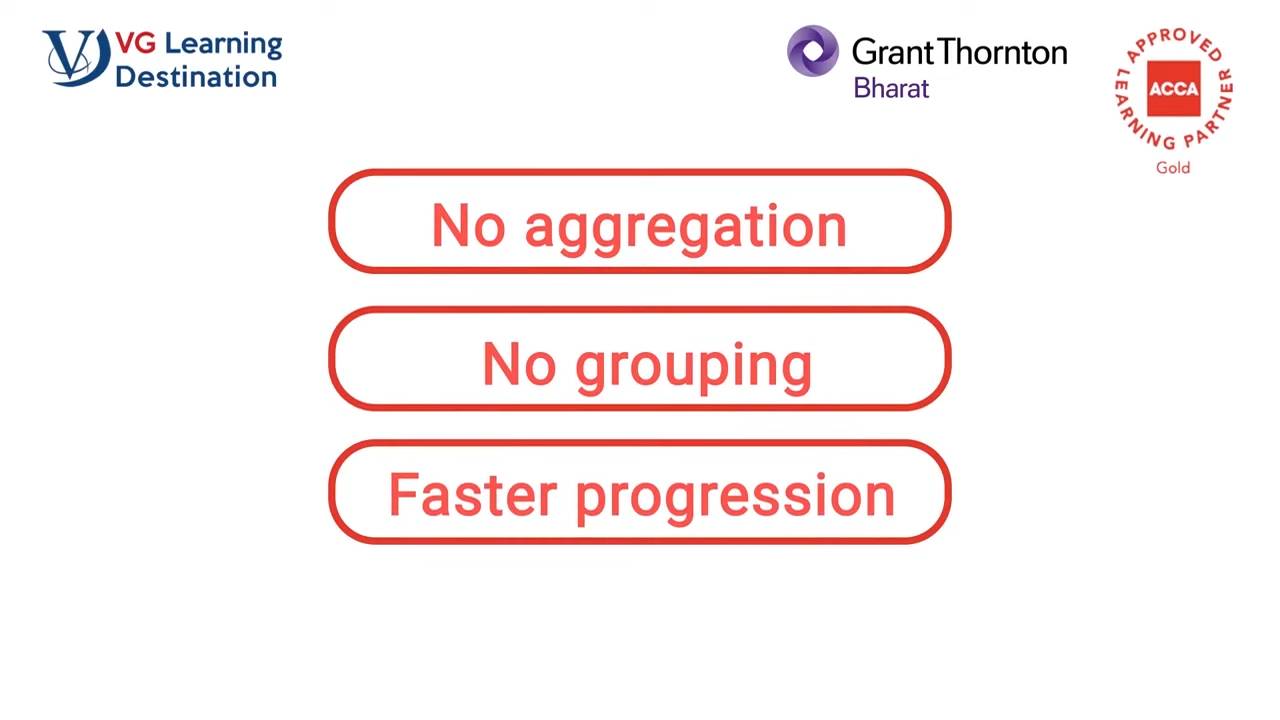 VG Learning
Destination
GrantThornton
Bharat
APPROVED
LEARNING PARTNER
ACCA
Gold
No aggregation
No grouping
Faster progression